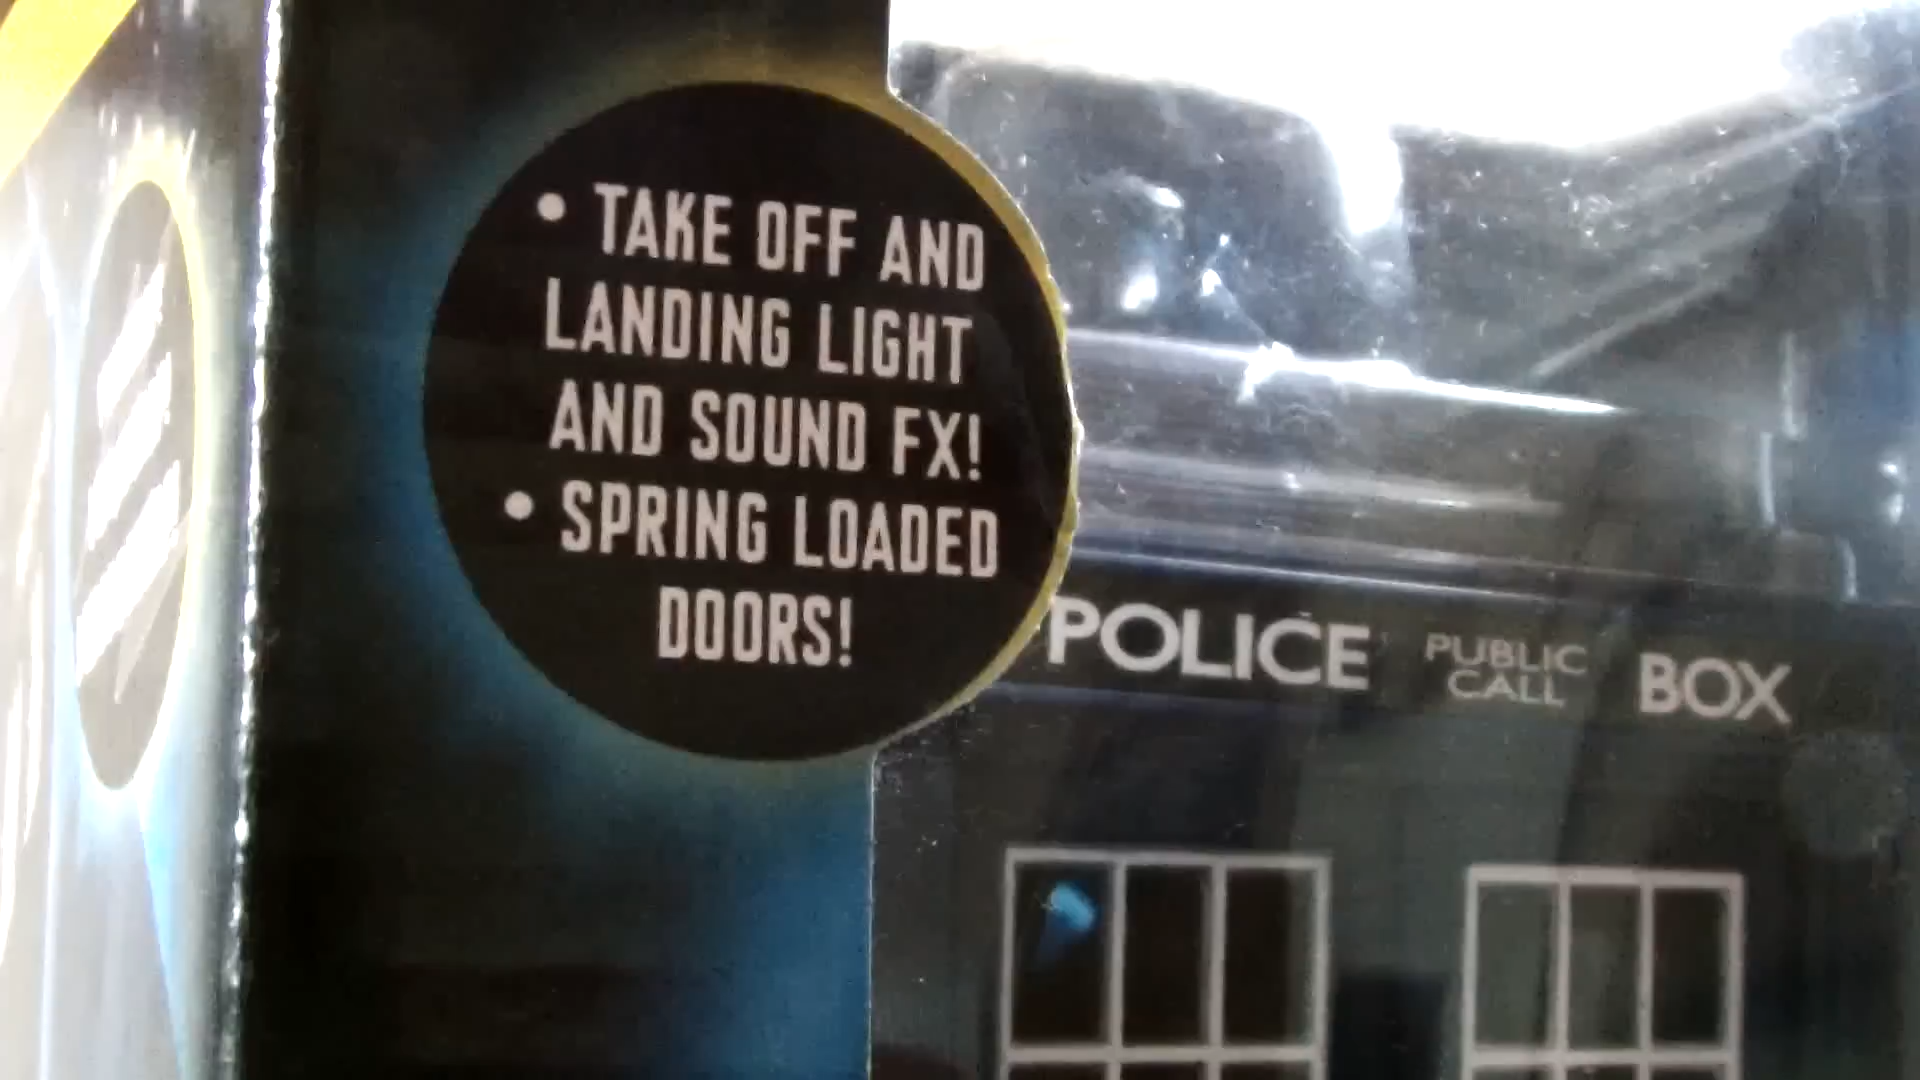 • TAKE OFF AND
LANDING LIGHT
AND SOUND FX!
• SPRING LOADED
DOORS!
POLICE PUBLIC CALL BOX